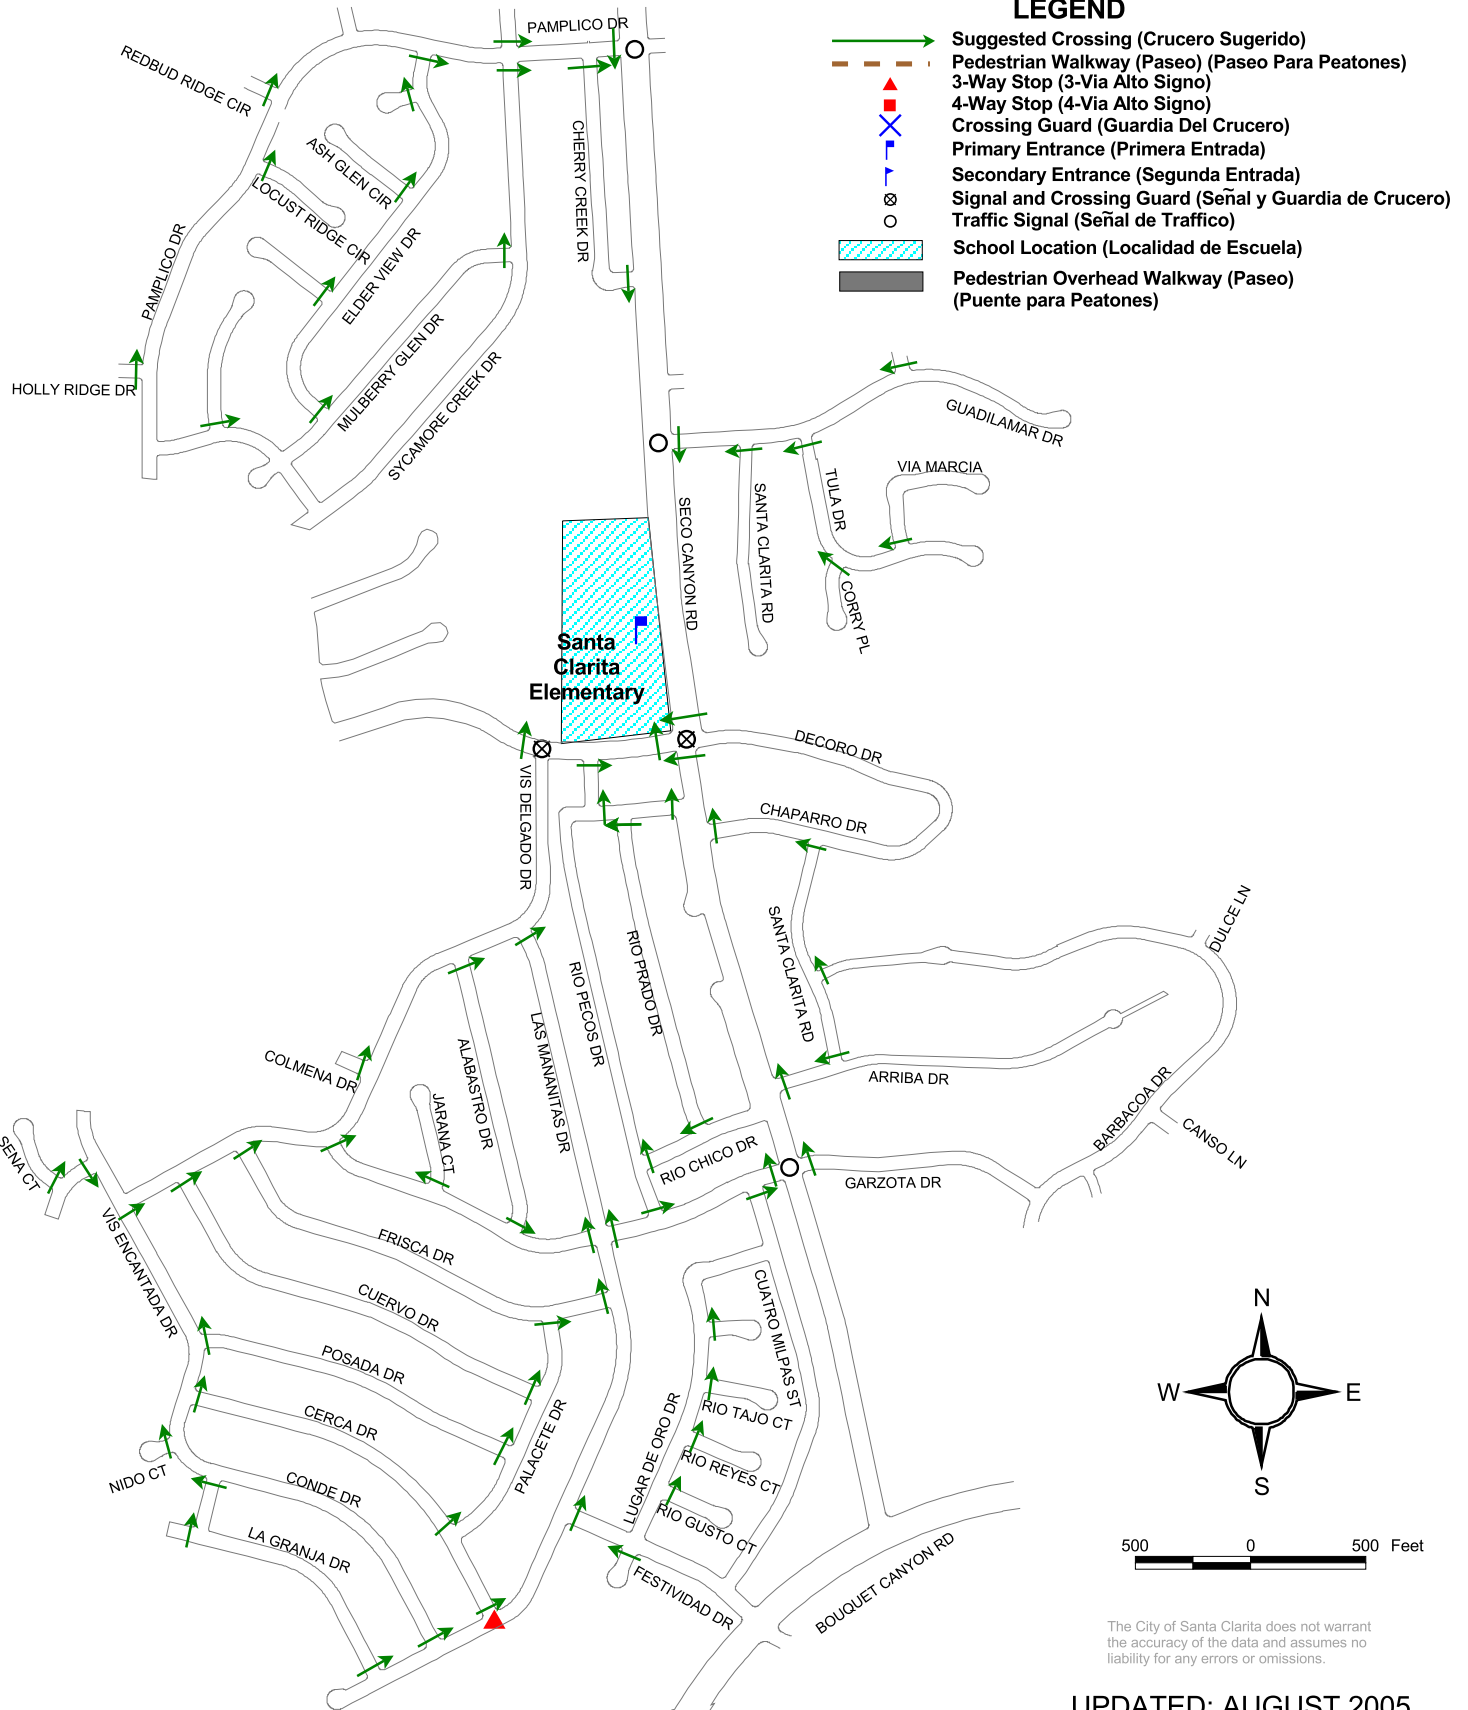 LEGEND
Suggested Crossing (Crucero Sugerido)
Pedestrian Walkway (Paseo) (Paseo Para Peatones)
3-Way Stop (3-Via Alto Signo)
4-Way Stop (4-Via Alto Signo)
Crossing Guard (Guardia Del Crucero)
Primary Entrance (Primera Entrada)
Secondary Entrance (Segunda Entrada)
Signal and Crossing Guard (Señal y Guardia de Crucero)
Traffic Signal (Señal de Traffico)
School Location (Localidad de Escuela)
Pedestrian Overhead Walkway (Paseo)
(Puente para Peatones)
PAMPLICO DR
REDBUD RIDGE CIR
ASH GLEN CIR
CHERRY CREEK DR
LOCUST RIDGE CIR
PAMPLICO DR
ELDER VIEW DR
HOLLY RIDGE DR
MULBERRY GLEN DR
SYCAMORE CREEK DR
GUADILAMAR DR
VIA MARCIA
TULA DR
SANTA CLARITA RD
SECO CANYON RD
CORRY PL
Santa
Clarita
Elementary
DECORO DR
VIS DELGADO DR
CHAPARRO DR
DULCE LN
SANTA CLARITA RD
RIO PRADO DR
RIO PECOS DR
LAS MANANITAS DR
ALABASTRO DR
COLMENA DR
JARANA CT
ARRIBA DR
BARBACOA DR
CANSO LN
SENA CT
RIO CHICO DR
GARZOTA DR
VIS ENCANTADA DR
FRISCA DR
CUERVO DR
CUATRO MILPAS ST
POSADA DR
CERCA DR
PALACETE DR
LUGAR DE ORO DR
RIO TAJO CT
RIO REYES CT
NIDO CT
CONDE DR
RIO GUSTO CT
LA GRANJA DR
FESTIVIDAD DR
BOUQUET CANYON RD
N
W E
S
500 0 500 Feet
The City of Santa Clarita does not warrant
the accuracy of the data and assumes no
liability for any errors or omissions.
UPDATED: AUGUST 2005